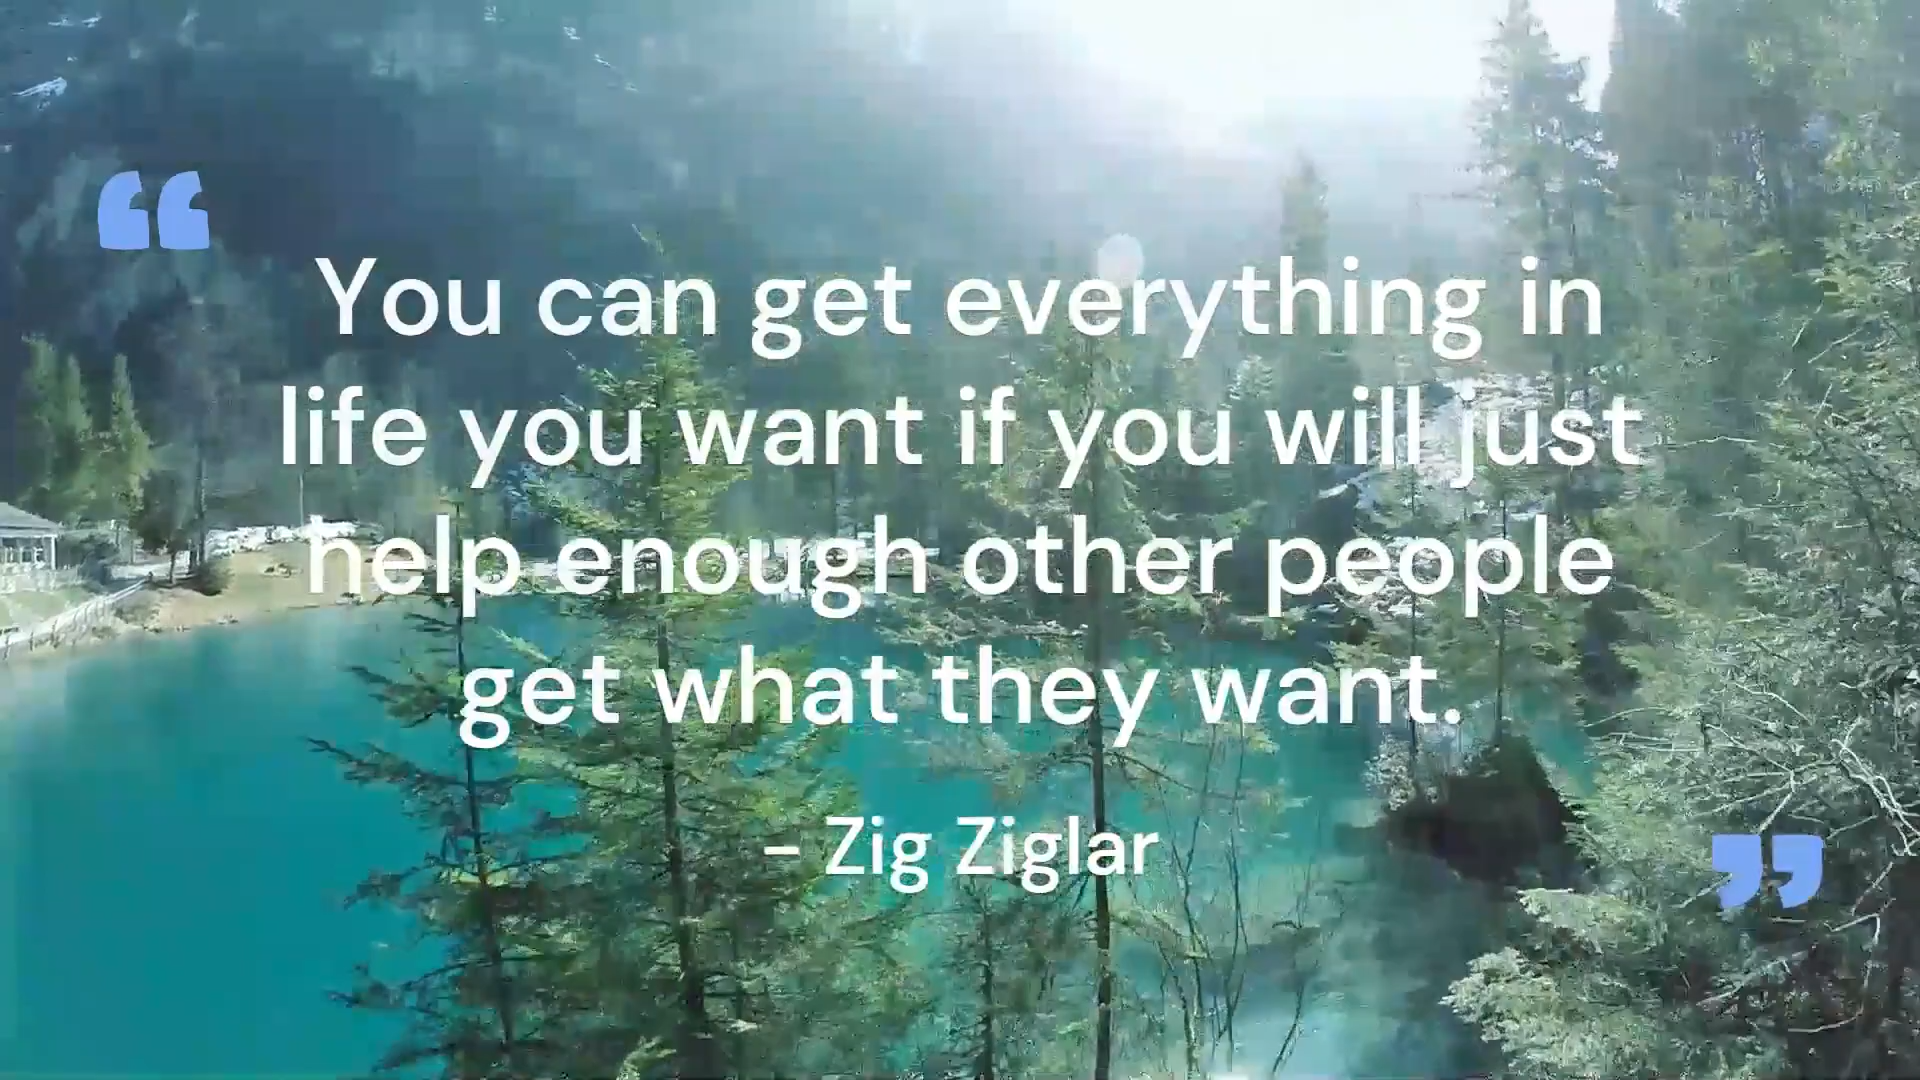 “
You can get everything in
life you want if you will just
help enough other people
get what they want.
- Zig Ziglar
”